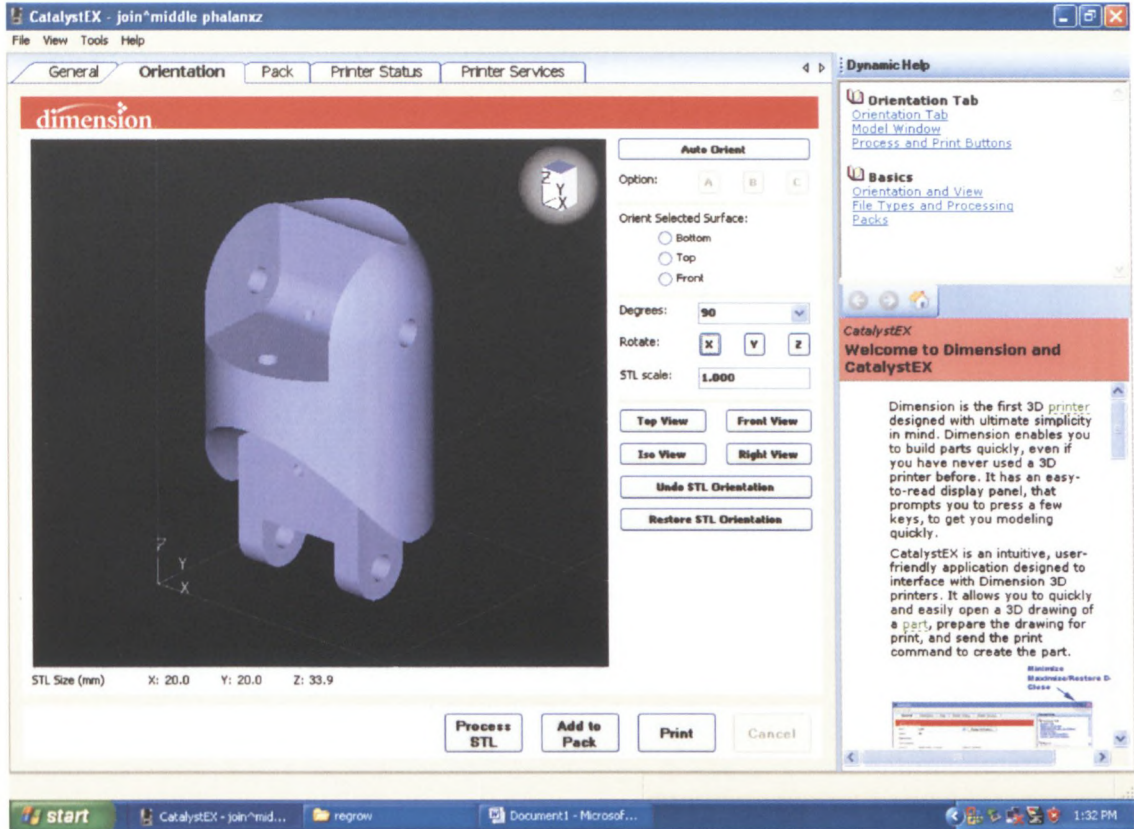 CatalystEX - join^middle phalanxz
File View Tools Help
General Orientation Pack Printer Status Printer Services
dimension
Z
Y
X
Z
Y
X
STL Size (mm) X: 20.0 Y: 20.0 Z: 33.9
Auto Orient
Option: A B C
Orient Selected Surface:
Bottom
Top
Front
Degrees: 90
Rotate: X Y Z
STL scale: 1.000
Top View Front View
Iso View Right View
Undo STL Orientation
Restore STL Orientation
Process STL
Add to Pack
Print
Cancel
Dynamic Help
Orientation Tab
Orientation Tab
Model Window
Process and Print Buttons
Basics
Orientation and View
File Types and Processing
Packs
CatalystEX
Welcome to Dimension and
CatalystEX
Dimension is the first 3D printer
designed with ultimate simplicity
in mind. Dimension enables you
to build parts quickly, even if
you have never used a 3D
printer before. It has an easy-
to-read display panel, that
prompts you to press a few
keys, to get you modeling
quickly.
CatalystEX is an intuitive, user-
friendly application designed to
interface with Dimension 3D
printers. It allows you to quickly
and easily open a 3D drawing of
a part, prepare the drawing for
print, and send the print
command to create the part.
Minimize
Maximize/Restore D
Close
start CatalystEX - join^mid... regrow Document1 - Microsof... 1:32 PM